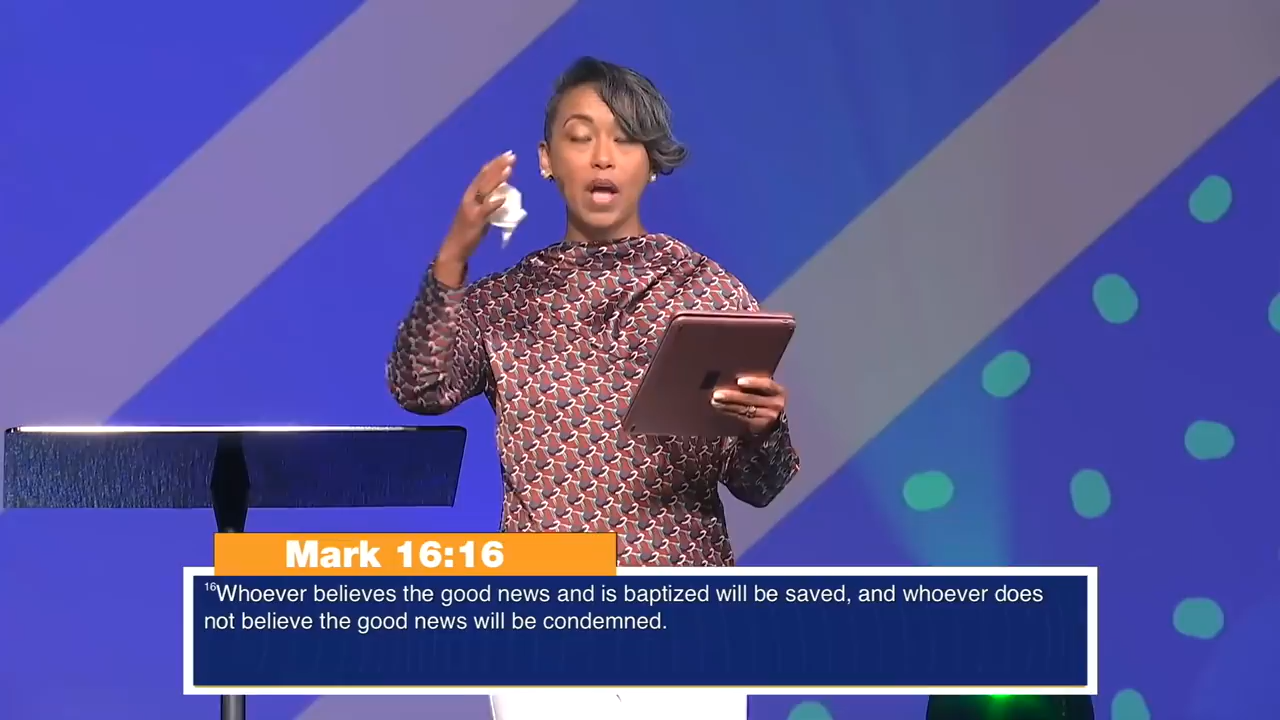 Mark 16:16
¹⁶Whoever believes the good news and is baptized will be saved, and whoever does
not believe the good news will be condemned.